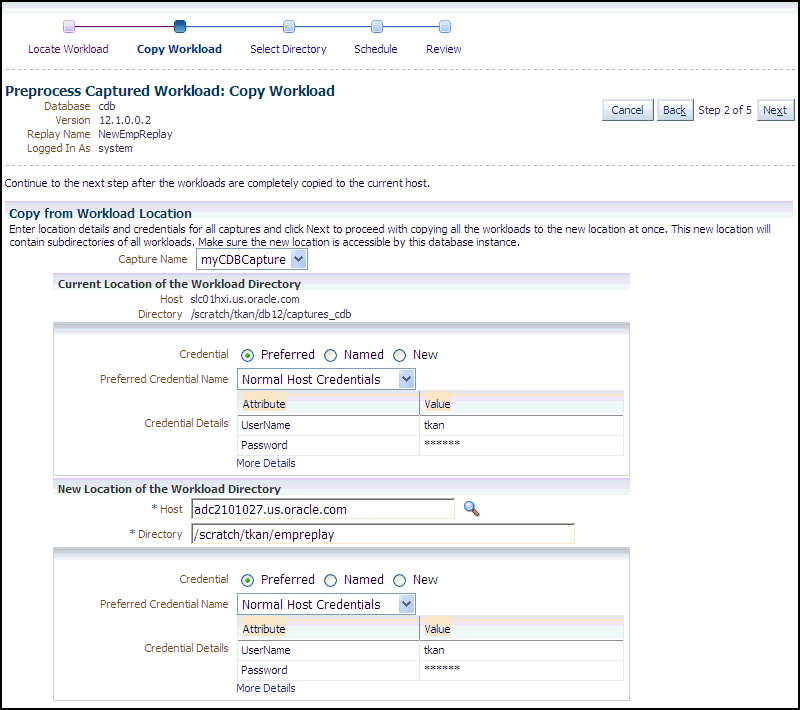 Locate Workload Copy Workload Select Directory Schedule Review
Preprocess Captured Workload: Copy Workload
Database cdb
Version 12.1.0.0.2
Replay Name NewEmpReplay
Logged In As system
Cancel Back Step 2 of 5 Next
Continue to the next step after the workloads are completely copied to the current host.
Copy from Workload Location
Enter location details and credentials for all captures and click Next to proceed with copying all the workloads to the new location at once. This new location will
contain subdirectories of all workloads. Make sure the new location is accessible by this database instance.
Capture Name myCDBCapture
Current Location of the Workload Directory
Host slc01hxi.us.oracle.com
Directory /scratch/tkan/db12/captures_cdb
Credential Preferred Named New
Preferred Credential Name Normal Host Credentials
Attribute Value
Credential Details UserName tkan
Password ******
More Details
New Location of the Workload Directory
* Host adc2101027.us.oracle.com
* Directory /scratch/tkan/empreplay
Credential Preferred Named New
Preferred Credential Name Normal Host Credentials
Attribute Value
Credential Details UserName tkan
Password ******
More Details